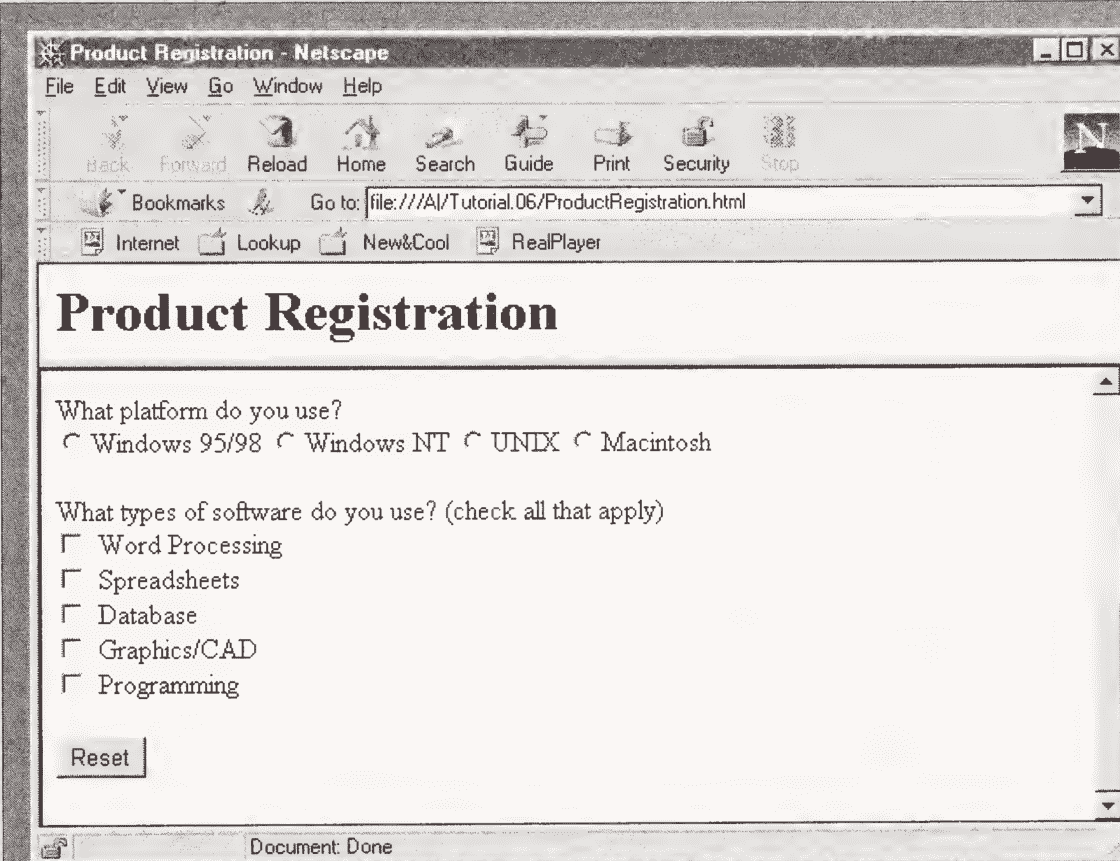 Product Registration - Netscape
File Edit View Go Window Help
Back Forward Reload Home Search Guide Print Security Stop
N
Bookmarks Go to: file:///A|/Tutorial.06/ProductRegistration.html
Internet Lookup New&Cool RealPlayer
Product Registration
What platform do you use?
Windows 95/98 Windows NT UNIX Macintosh
What types of software do you use? (check all that apply)
Word Processing
Spreadsheets
Database
Graphics/CAD
Programming
Reset
Document: Done